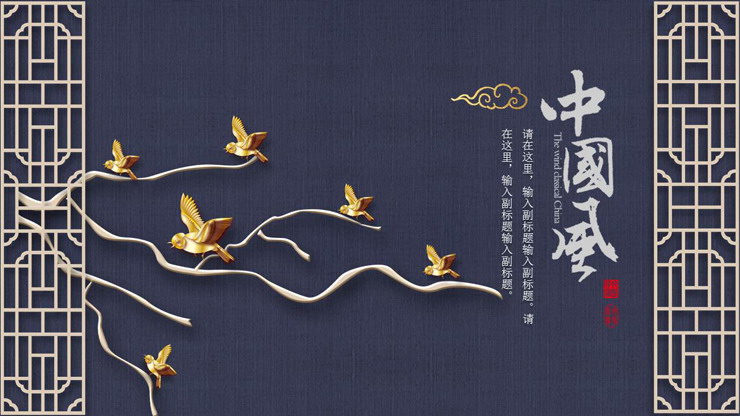 中國風
The wind classical China
请在这里，输入副标题输入副标题。请
在这里，输入副标题输入副标题。